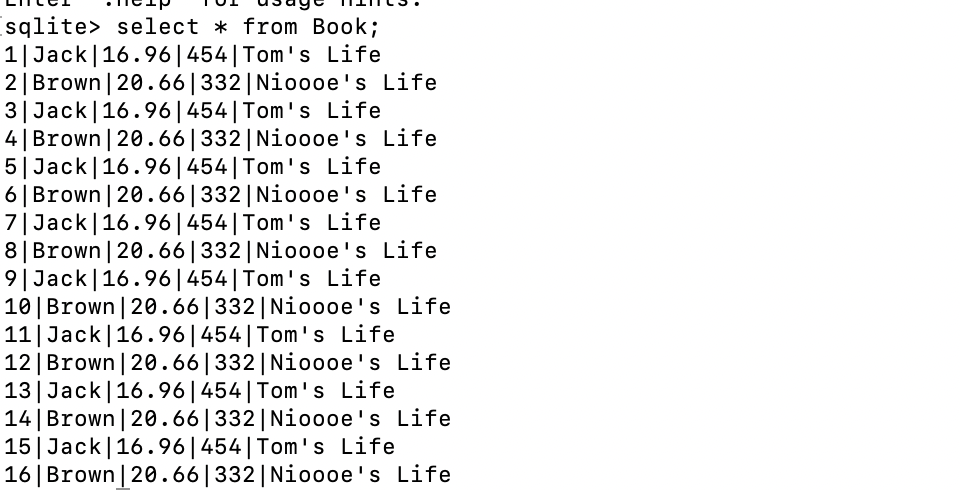 Enter ".help" for usage hints.
sqlite> select * from Book;
1|Jack|16.96|454|Tom's Life
2|Brown|20.66|332|Nioooe's Life
3|Jack|16.96|454|Tom's Life
4|Brown|20.66|332|Nioooe's Life
5|Jack|16.96|454|Tom's Life
6|Brown|20.66|332|Nioooe's Life
7|Jack|16.96|454|Tom's Life
8|Brown|20.66|332|Nioooe's Life
9|Jack|16.96|454|Tom's Life
10|Brown|20.66|332|Nioooe's Life
11|Jack|16.96|454|Tom's Life
12|Brown|20.66|332|Nioooe's Life
13|Jack|16.96|454|Tom's Life
14|Brown|20.66|332|Nioooe's Life
15|Jack|16.96|454|Tom's Life
16|Brown|20.66|332|Nioooe's Life